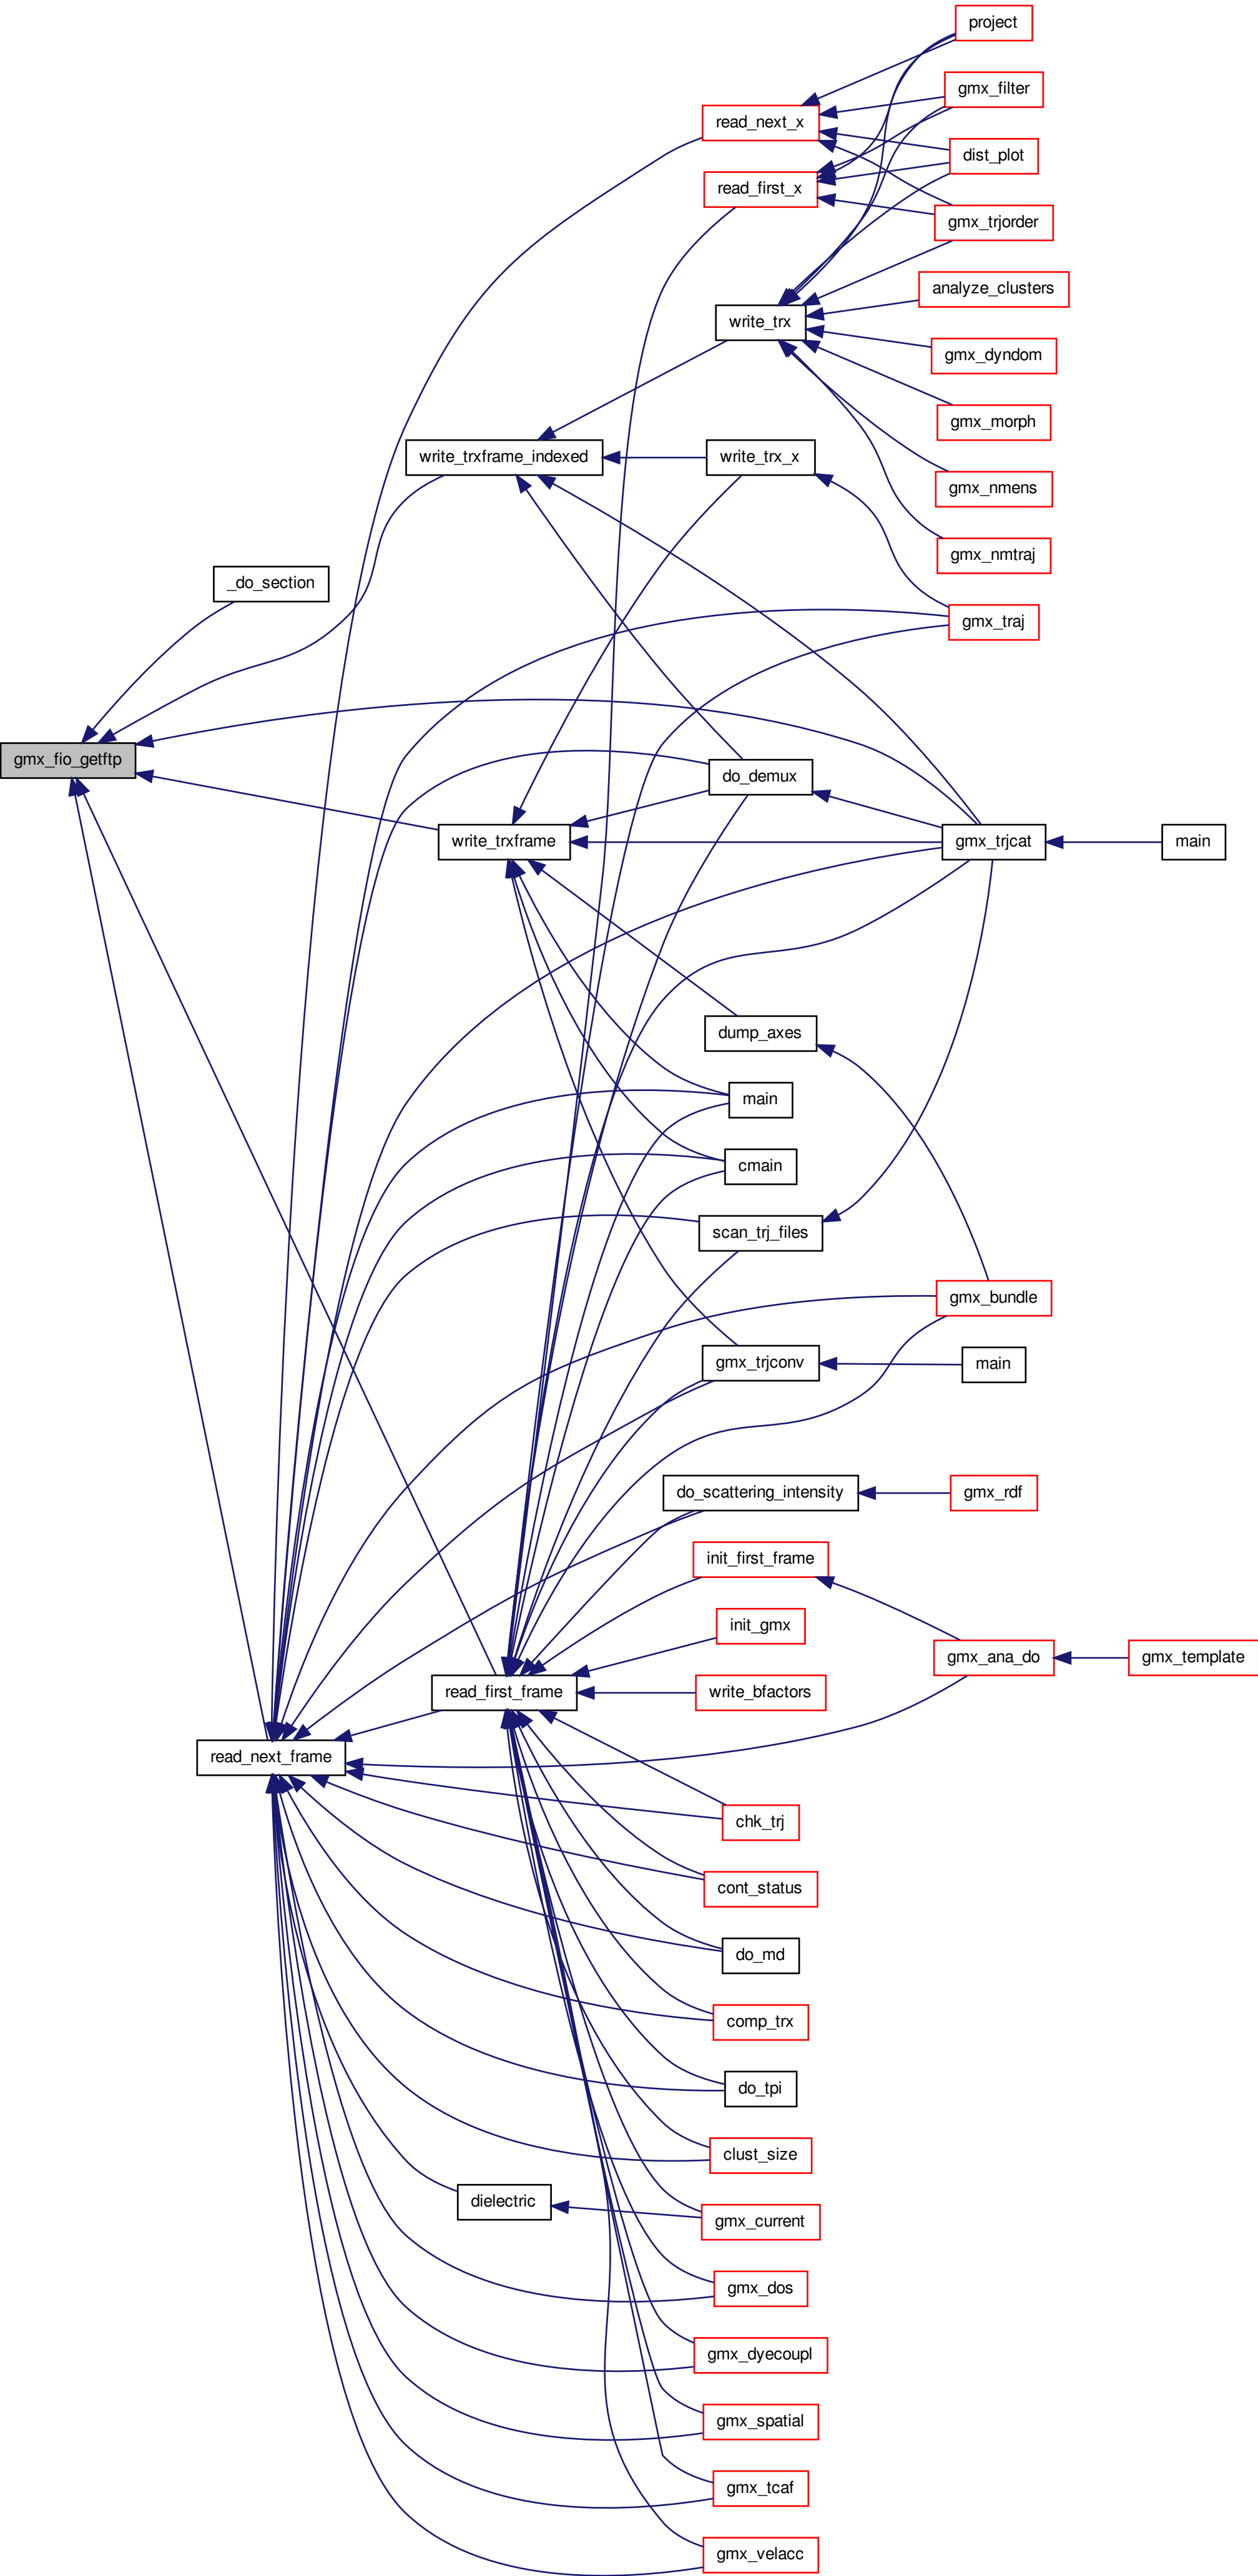 project
gmx_filter
read_next_x
dist_plot
read_first_x
gmx_trjorder
analyze_clusters
write_trx
gmx_dyndom
gmx_morph
write_trxframe_indexed
write_trx_x
gmx_nmens
gmx_nmtraj
_do_section
gmx_traj
gmx_fio_getftp
do_demux
write_trxframe
gmx_trjcat
main
dump_axes
main
cmain
scan_trj_files
gmx_bundle
gmx_trjconv
main
do_scattering_intensity
gmx_rdf
init_first_frame
init_gmx
gmx_ana_do
gmx_template
read_first_frame
write_bfactors
read_next_frame
chk_trj
cont_status
do_md
comp_trx
do_tpi
clust_size
dielectric
gmx_current
gmx_dos
gmx_dyecoupl
gmx_spatial
gmx_tcaf
gmx_velacc